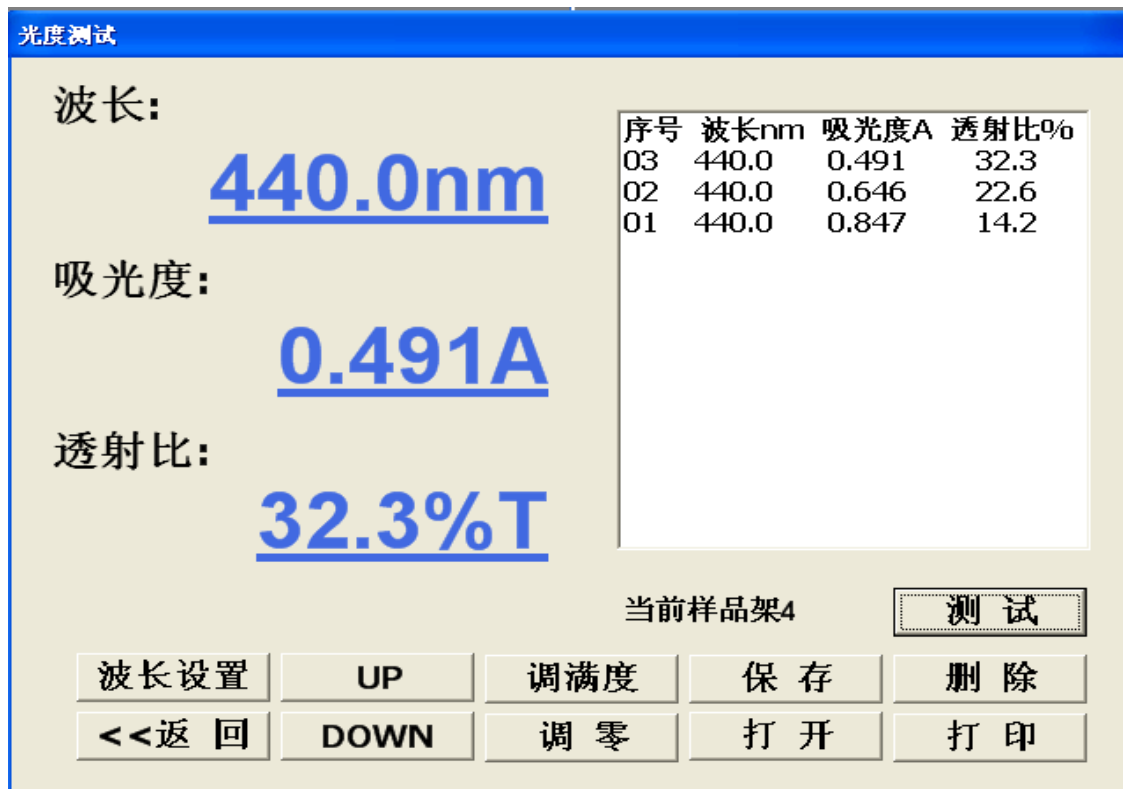 光度测试
波长:
440.0nm
吸光度:
0.491A
透射比:
32.3%T
序号 波长nm 吸光度A 透射比%
03 440.0 0.491 32.3
02 440.0 0.646 22.6
01 440.0 0.847 14.2
当前样品架4
测 试
波长设置 UP 调满度 保 存 删 除
<<返 回 DOWN 调 零 打 开 打 印